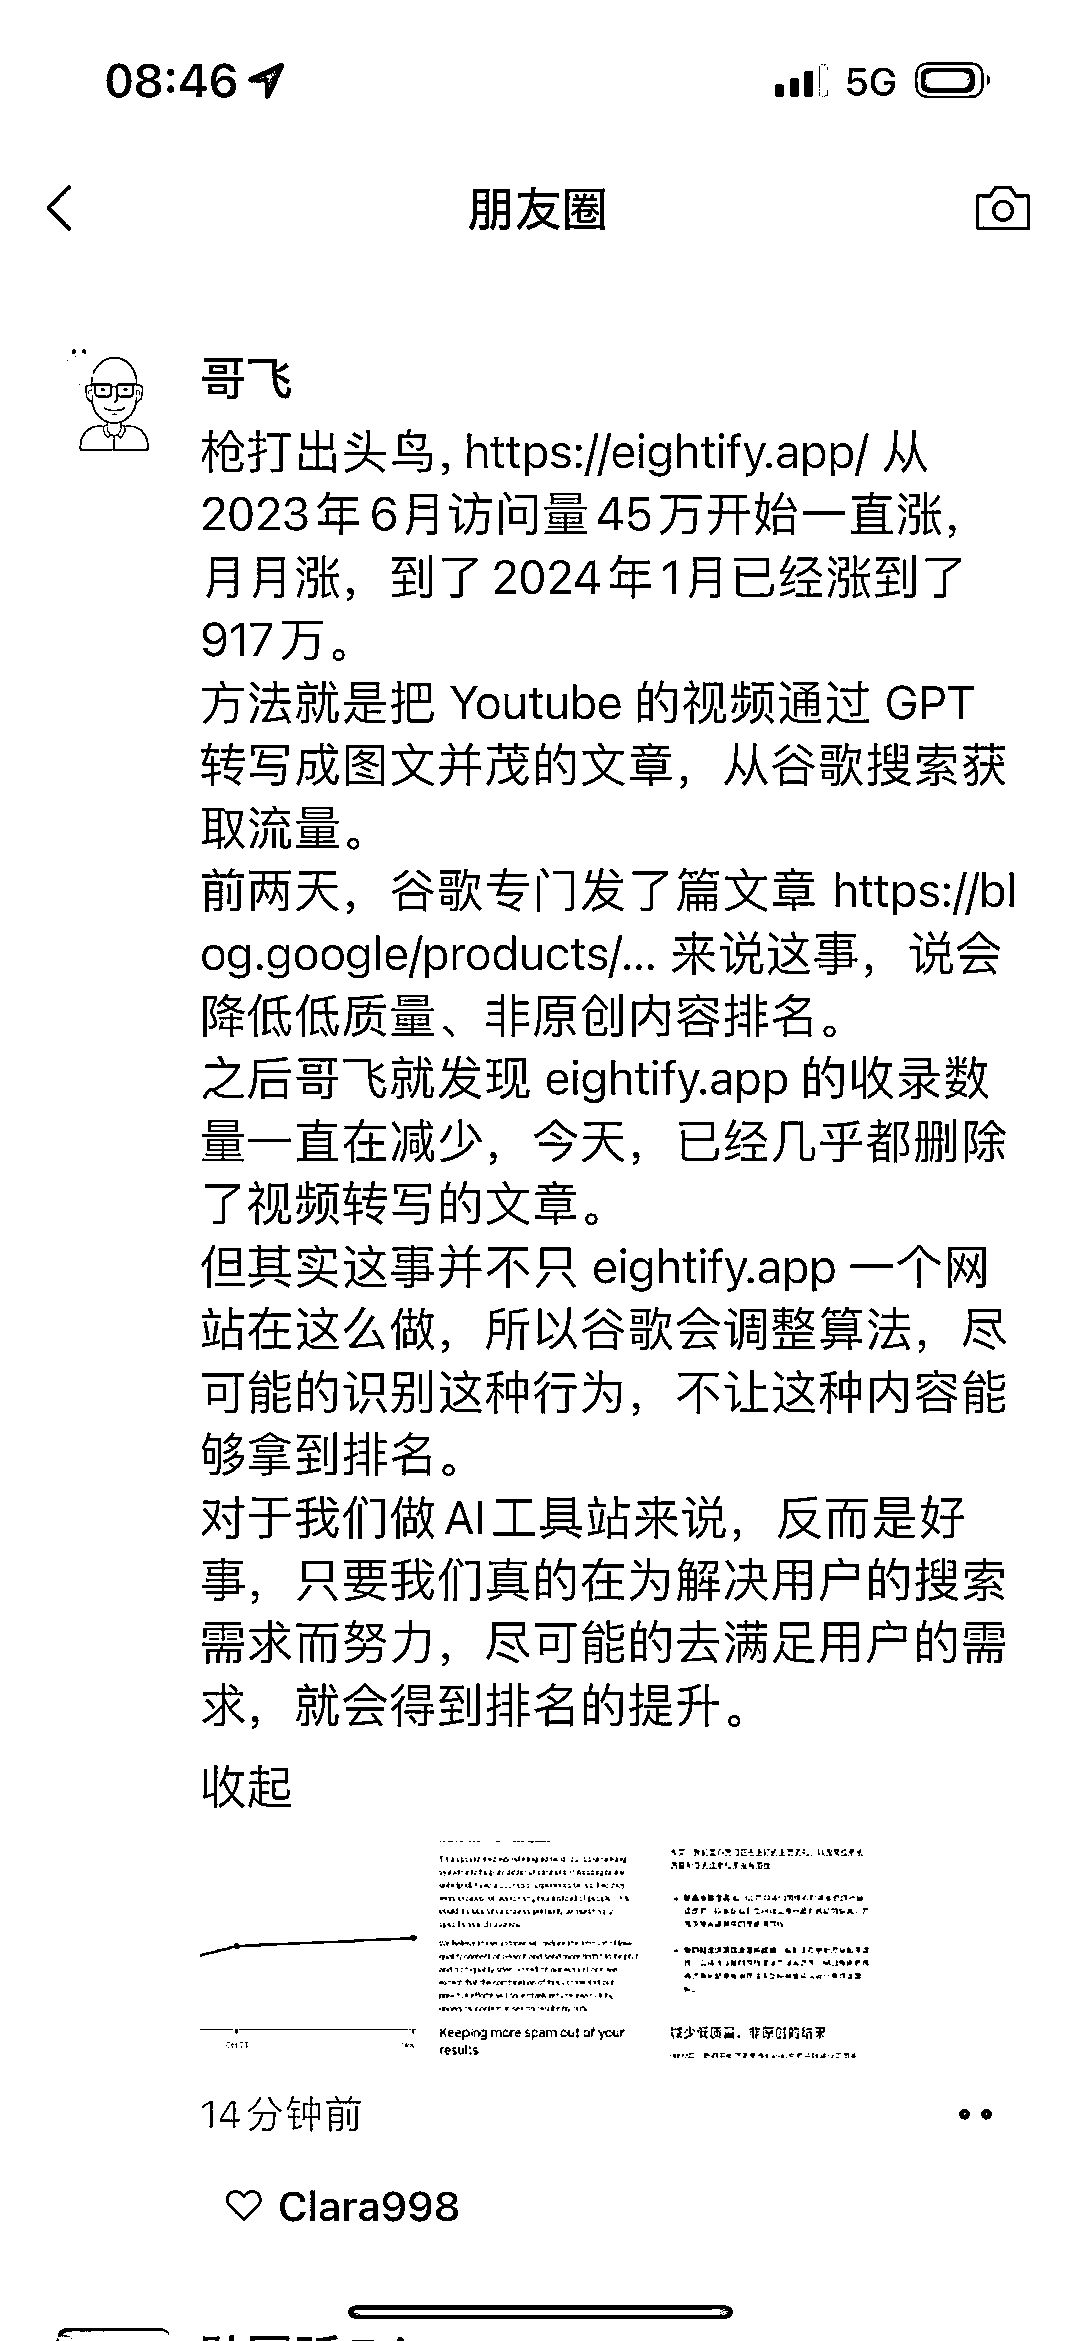 08:46
5G
朋友圈
哥飞
枪打出头鸟, https://eightify.app/ 从
2023年6月访问量45万开始一直涨，
月月涨，到了2024年1月已经涨到了
917万。
方法就是把 Youtube 的视频通过 GPT
转写成图文并茂的文章，从谷歌搜索获
取流量。
前两天，谷歌专门发了篇文章 https://bl
og.google/products/... 来说这事，说会
降低低质量、非原创内容排名。
之后哥飞就发现 eightify.app 的收录数
量一直在减少，今天，已经几乎都删除
了视频转写的文章。
但其实这事并不只 eightify.app 一个网
站在这么做，所以谷歌会调整算法，尽
可能的识别这种行为，不让这种内容能
够拿到排名。
对于我们做AI工具站来说，反而是好
事，只要我们真的在为解决用户的搜索
需求而努力，尽可能的去满足用户的需
求，就会得到排名的提升。
收起
Keeping more spam out of your
results
减少低质量、非原创的结果
14分钟前
Clara998